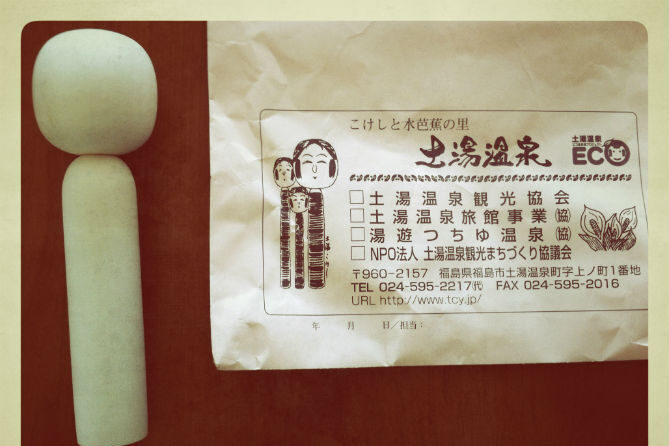 こけしと水芭蕉の里
土湯温泉
土湯温泉
ECO
□土湯温泉観光協会
□土湯温泉旅館事業(協)
□湯遊つちゆ温泉(協)
□NPO法人 土湯温泉観光まちづくり協議会
〒960-2157 福島県福島市土湯温泉町字上ノ町1番地
TEL 024-595-2217㈹ FAX 024-595-2016
URL http://www.tcy.jp/
年 月 日/担当: